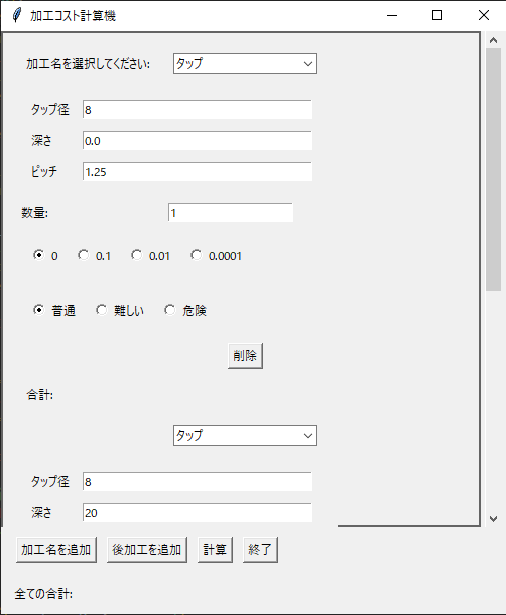 加工コスト計算機
加工名を選択してください: タップ
タップ径 8
深さ 0.0
ピッチ 1.25
数量: 1
0 0.1 0.01 0.0001
普通 難しい 危険
削除
合計:
タップ
タップ径 8
深さ 20
加工名を追加 後加工を追加 計算 終了
全ての合計: